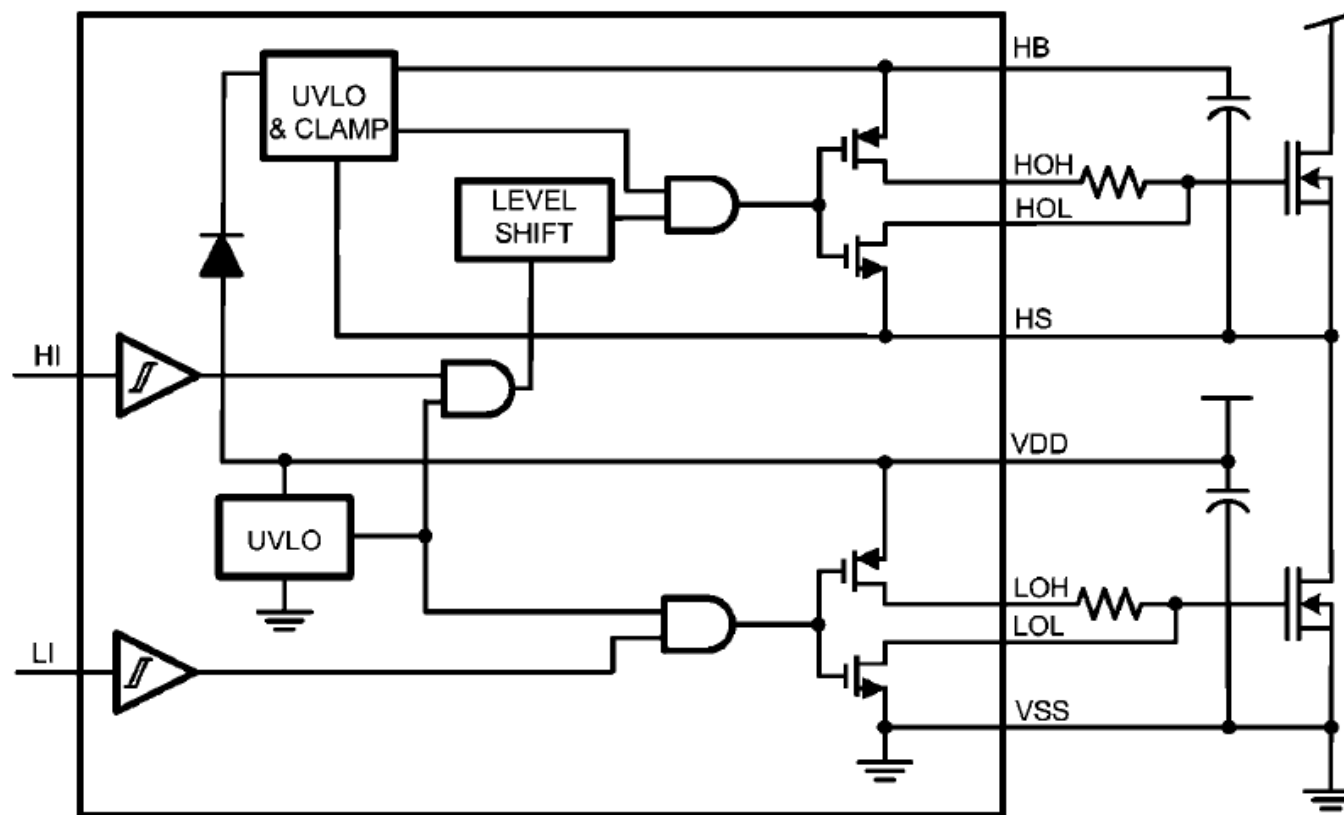 HB
UVLO
& CLAMP
HOH
LEVEL
SHIFT
HOL
HS
HI
VDD
UVLO
LOH
LOL
LI
VSS